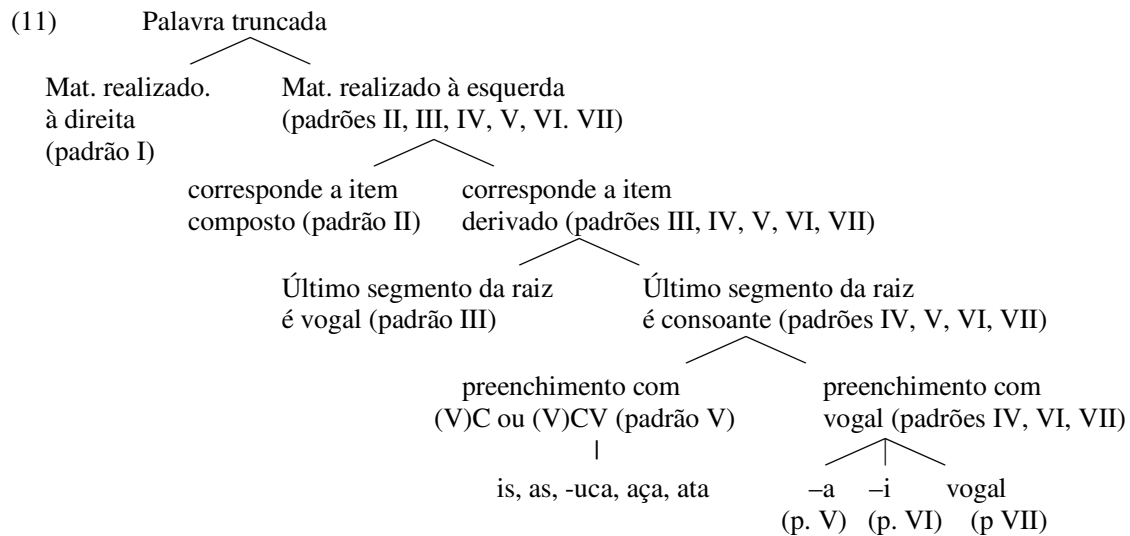 (11) Palavra truncada
Mat. realizado. Mat. realizado à esquerda
à direita (padrões II, III, IV, V, VI. VII)
(padrão I)
corresponde a item corresponde a item
composto (padrão II) derivado (padrões III, IV, V, VI, VII)
Último segmento da raiz Último segmento da raiz
é vogal (padrão III) é consoante (padrões IV, V, VI, VII)
preenchimento com preenchimento com
(V)C ou (V)CV (padrão V) vogal (padrões IV, VI, VII)
is, as, -uca, aça, ata –a –i vogal
(p. V) (p. VI) (p VII)